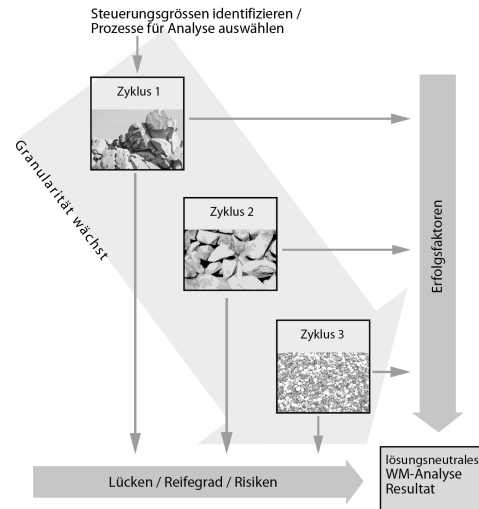 Steuerungsgrössen identifizieren /
Prozesse für Analyse auswählen
Zyklus 1
Granularität wächst
Zyklus 2
Erfolgsfaktoren
Zyklus 3
lösungsneutrales
WM-Analyse
Resultat
Lücken / Reifegrad / Risiken